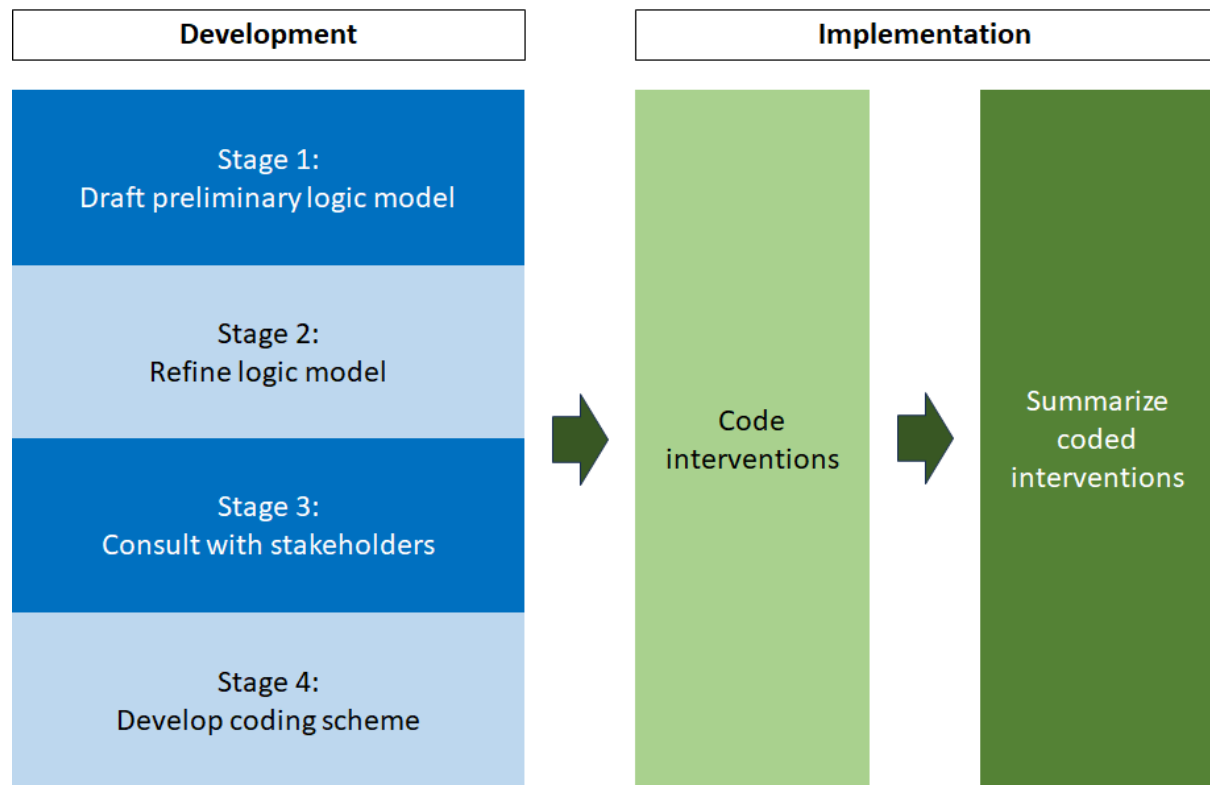 Development
Implementation
Stage 1:
Draft preliminary logic model
Stage 2:
Refine logic model
Stage 3:
Consult with stakeholders
Stage 4:
Develop coding scheme
Code
interventions
Summarize
coded
interventions